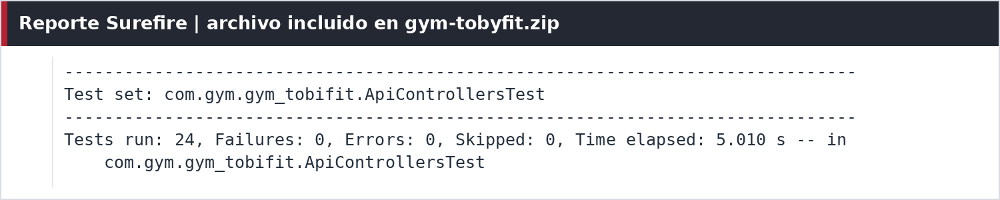 Reporte Surefire | archivo incluido en gym-tobyfit.zip
-------------------------------------------------------------------------------
Test set: com.gym.gym_tobifit.ApiControllersTest
-------------------------------------------------------------------------------
Tests run: 24, Failures: 0, Errors: 0, Skipped: 0, Time elapsed: 5.010 s -- in
com.gym.gym_tobifit.ApiControllersTest